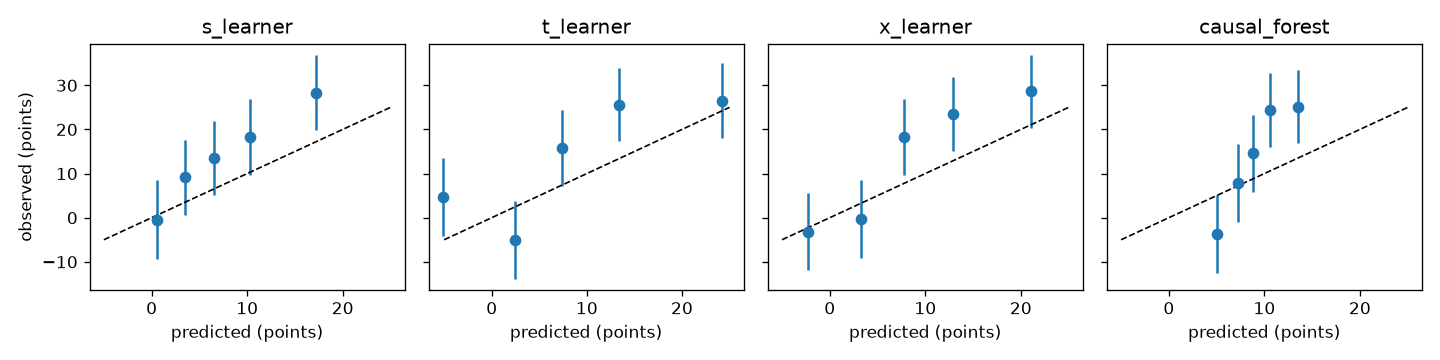 s_learner t_learner x_learner causal_forest
observed (points)
30
20
10
0
−10
0 10 20 0 10 20 0 10 20 0 10 20
predicted (points) predicted (points) predicted (points) predicted (points)